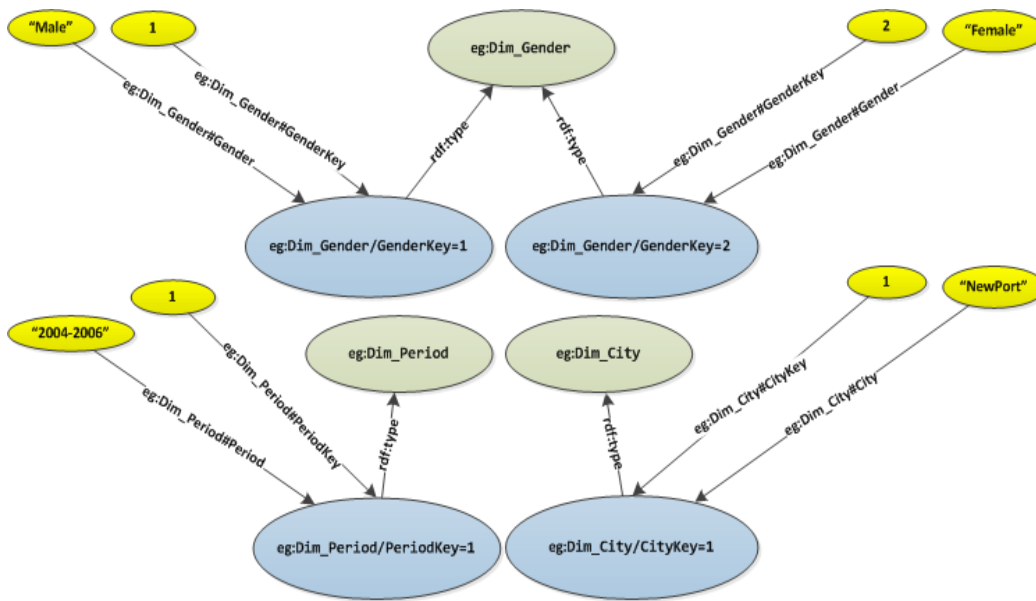 “Male”
1
eg:Dim_Gender
2
“Female”
eg:Dim_Gender#Gender
eg:Dim_Gender#GenderKey
rdf:type
rdf:type
eg:Dim_Gender#GenderKey
eg:Dim_Gender#Gender
eg:Dim_Gender/GenderKey=1
eg:Dim_Gender/GenderKey=2
“2004-2006”
1
eg:Dim_Period
eg:Dim_City
1
“NewPort”
eg:Dim_Period#Period
eg:Dim_Period#PeriodKey
rdf:type
rdf:type
eg:Dim_City#CityKey
eg:Dim_City#City
eg:Dim_Period/PeriodKey=1
eg:Dim_City/CityKey=1